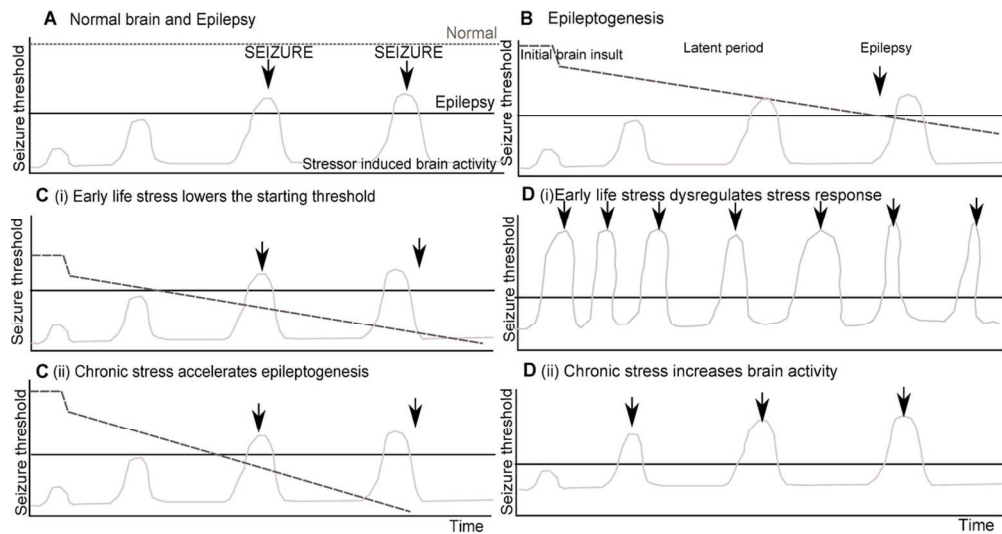 A Normal brain and Epilepsy
Normal
SEIZURE SEIZURE
Epilepsy
Stressor induced brain activity
Seizure threshold
B Epileptogenesis
Initial brain insult Latent period Epilepsy
Seizure threshold
C (i) Early life stress lowers the starting threshold
Seizure threshold
D (i)Early life stress dysregulates stress response
Seizure threshold
C (ii) Chronic stress accelerates epileptogenesis
Seizure threshold
Time
D (ii) Chronic stress increases brain activity
Seizure threshold
Time